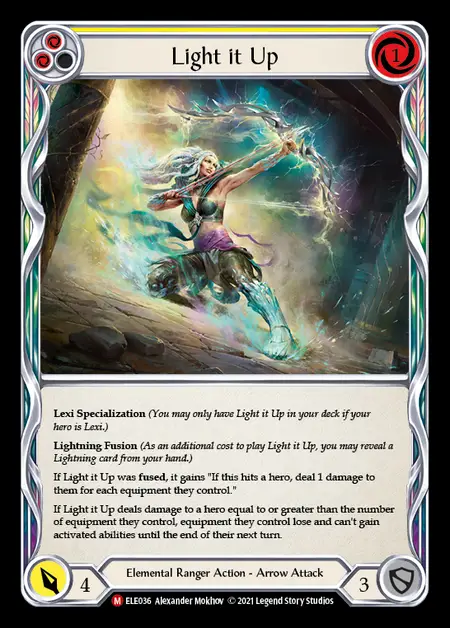 Light it Up
1
Lexi Specialization (You may only have Light it Up in your deck if your
hero is Lexi.)
Lightning Fusion (As an additional cost to play Light it Up, you may reveal a
Lightning card from your hand.)
If Light it Up was fused, it gains "If this hits a hero, deal 1 damage to
them for each equipment they control."
If Light it Up deals damage to a hero equal to or greater than the number
of equipment they control, equipment they control lose and can't gain
activated abilities until the end of their next turn.
4
Elemental Ranger Action - Arrow Attack
3
M ELE036 Alexander Mokhov © 2021 Legend Story Studios